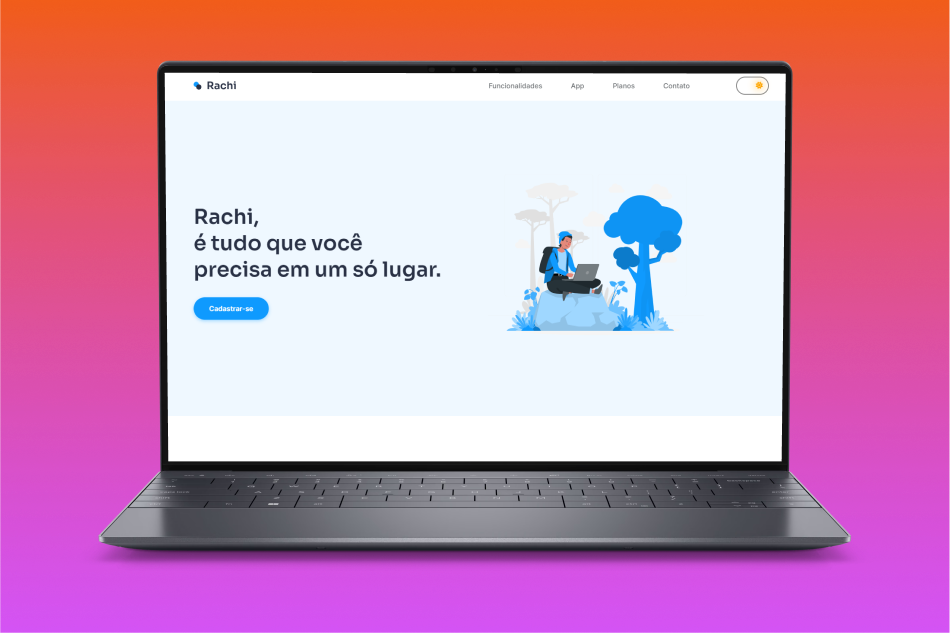 Rachi
Funcionalidades App Planos Contato
Rachi,
é tudo que você
precisa em um só lugar.
Cadastrar-se